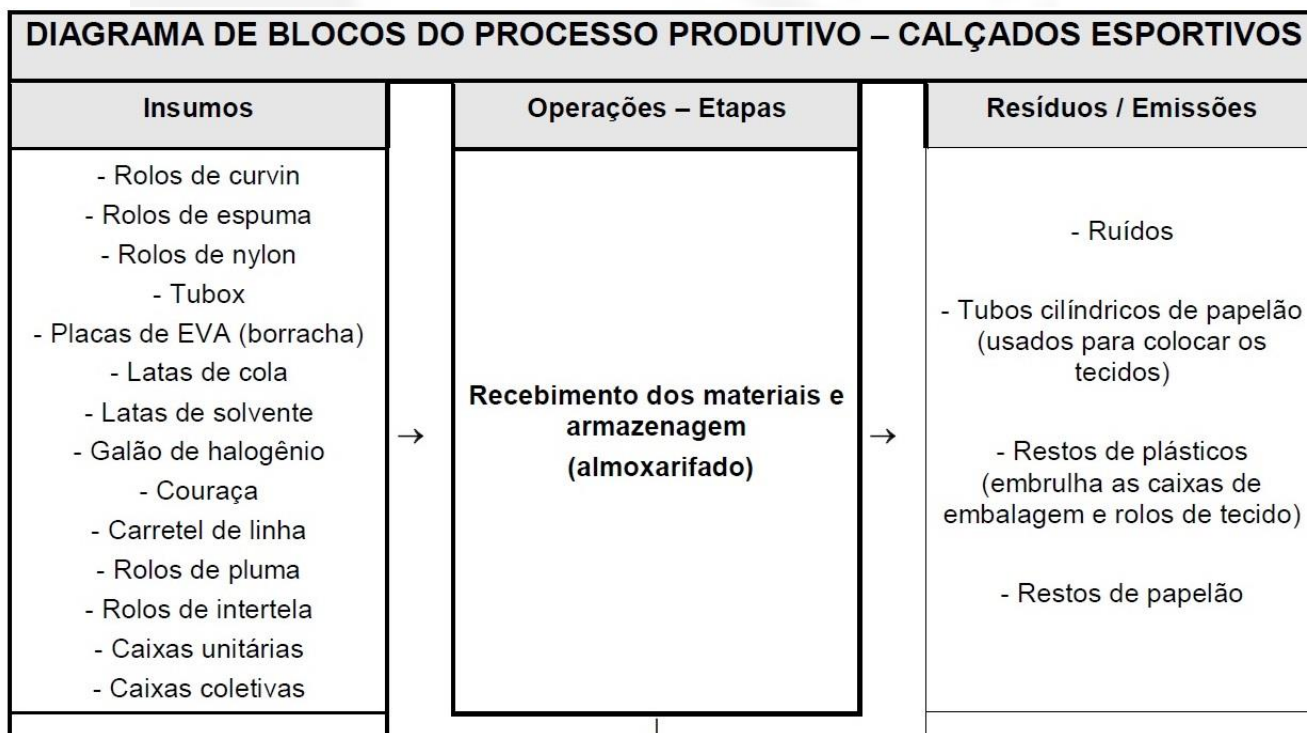 DIAGRAMA DE BLOCOS DO PROCESSO PRODUTIVO – CALÇADOS ESPORTIVOS
Insumos
- Rolos de curvin
- Rolos de espuma
- Rolos de nylon
- Tubox
- Placas de EVA (borracha)
- Latas de cola
- Latas de solvente
- Galão de halogênio
- Couraça
- Carretel de linha
- Rolos de pluma
- Rolos de intertela
- Caixas unitárias
- Caixas coletivas
→
Operações – Etapas
Recebimento dos materiais e
armazenagem
(almoxarifado)
→
Resíduos / Emissões
- Ruídos
- Tubos cilíndricos de papelão
(usados para colocar os
tecidos)
- Restos de plásticos
(embrulha as caixas de
embalagem e rolos de tecido)
- Restos de papelão